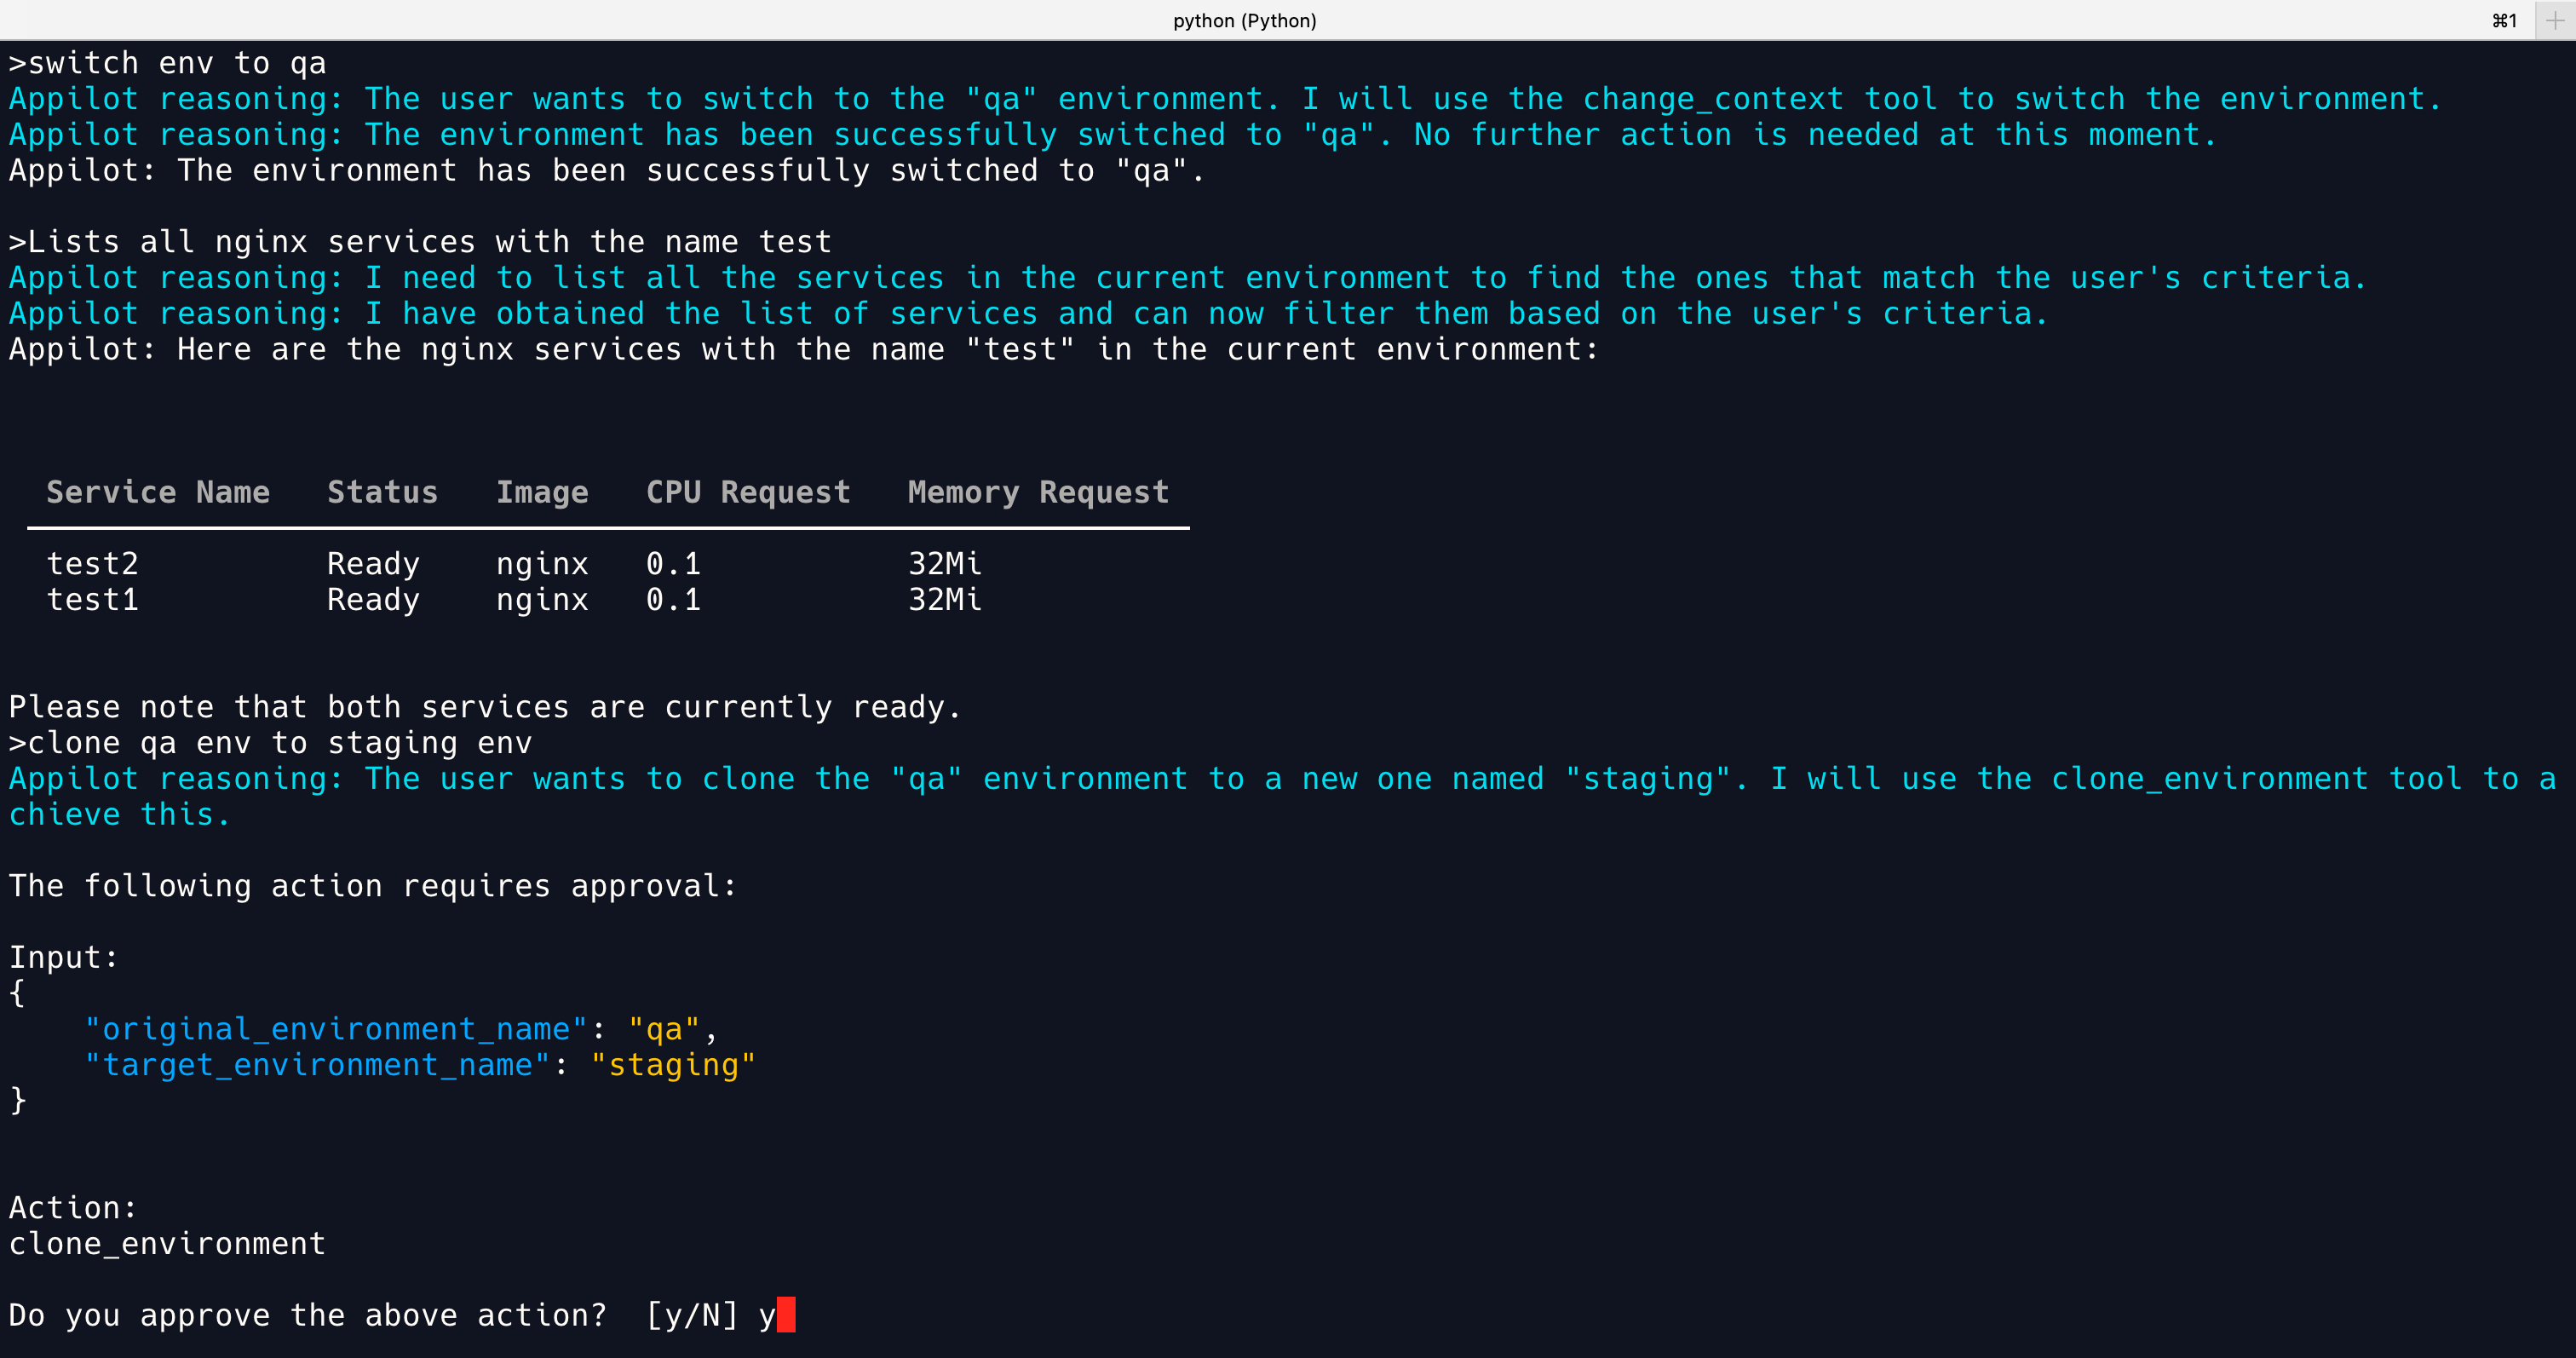 python (Python)
⌘1
>switch env to qa
Appilot reasoning: The user wants to switch to the "qa" environment. I will use the change_context tool to switch the environment.
Appilot reasoning: The environment has been successfully switched to "qa". No further action is needed at this moment.
Appilot: The environment has been successfully switched to "qa".
>Lists all nginx services with the name test
Appilot reasoning: I need to list all the services in the current environment to find the ones that match the user's criteria.
Appilot reasoning: I have obtained the list of services and can now filter them based on the user's criteria.
Appilot: Here are the nginx services with the name "test" in the current environment:
Service Name Status Image CPU Request Memory Request
test2 Ready nginx 0.1 32Mi
test1 Ready nginx 0.1 32Mi
Please note that both services are currently ready.
>clone qa env to staging env
Appilot reasoning: The user wants to clone the "qa" environment to a new one named "staging". I will use the clone_environment tool to a
chieve this.
The following action requires approval:
Input:
{
"original_environment_name": "qa",
"target_environment_name": "staging"
}
Action:
clone_environment
Do you approve the above action? [y/N] y